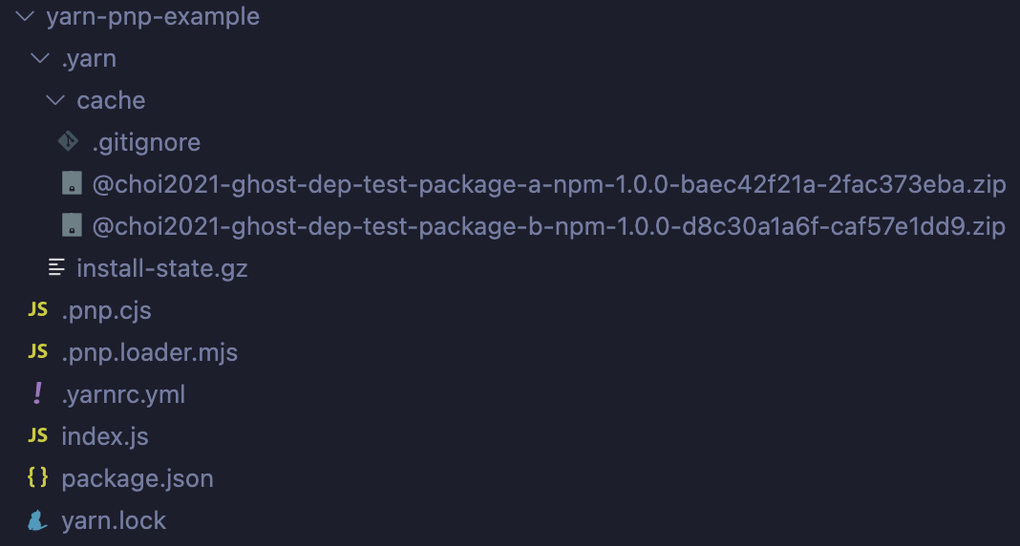 yarn-pnp-example
.yarn
cache
.gitignore
@choi2021-ghost-dep-test-package-a-npm-1.0.0-baec42f21a-2fac373eba.zip
@choi2021-ghost-dep-test-package-b-npm-1.0.0-d8c30a1a6f-caf57e1dd9.zip
install-state.gz
JS .pnp.cjs
JS .pnp.loader.mjs
! .yarnrc.yml
JS index.js
{} package.json
yarn.lock